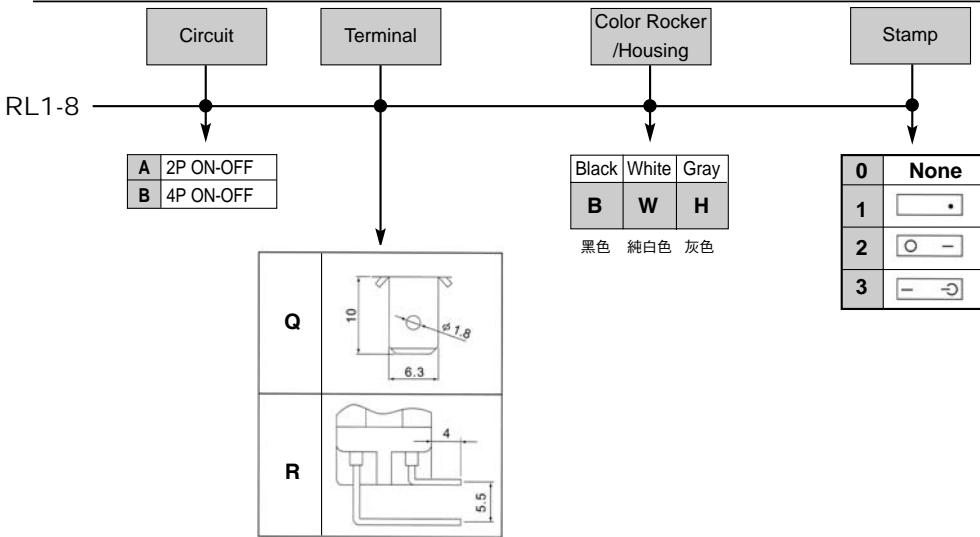 Circuit
Terminal
Color Rocker
/Housing
Stamp
RL1-8
A 2P ON-OFF
B 4P ON-OFF
Black White Gray
B W H
黑色 純白色 灰色
0 None
1
2
3
Q
10
φ1.8
6.3
R
4
5.5